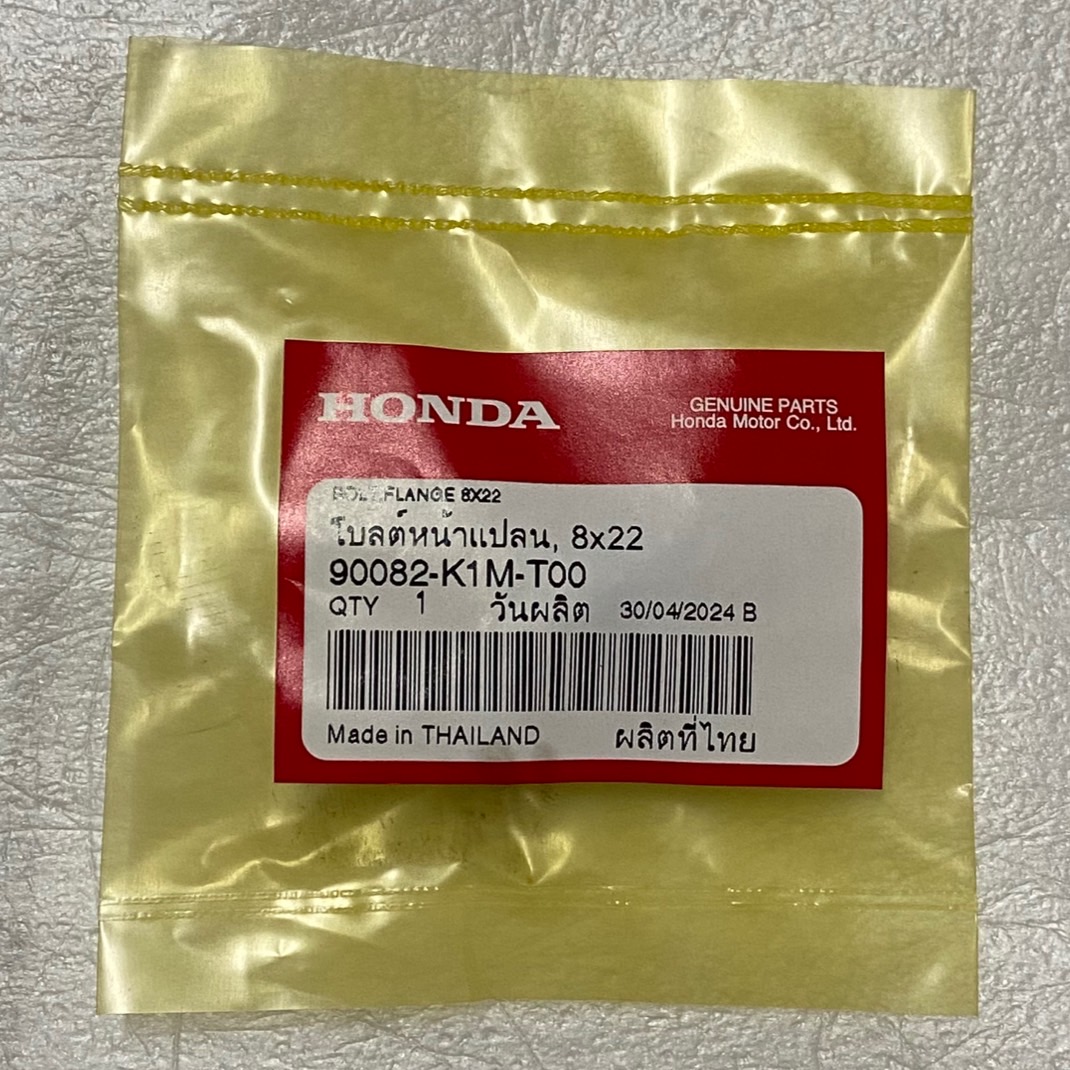 HONDA
GENUINE PARTS
Honda Motor Co., Ltd.
BOLT,FLANGE 8X22
โบลต์หน้าแปลน, 8x22
90082-K1M-T00
QTY 1 วันผลิต 30/04/2024 B
Made in THAILAND ผลิตที่ไทย